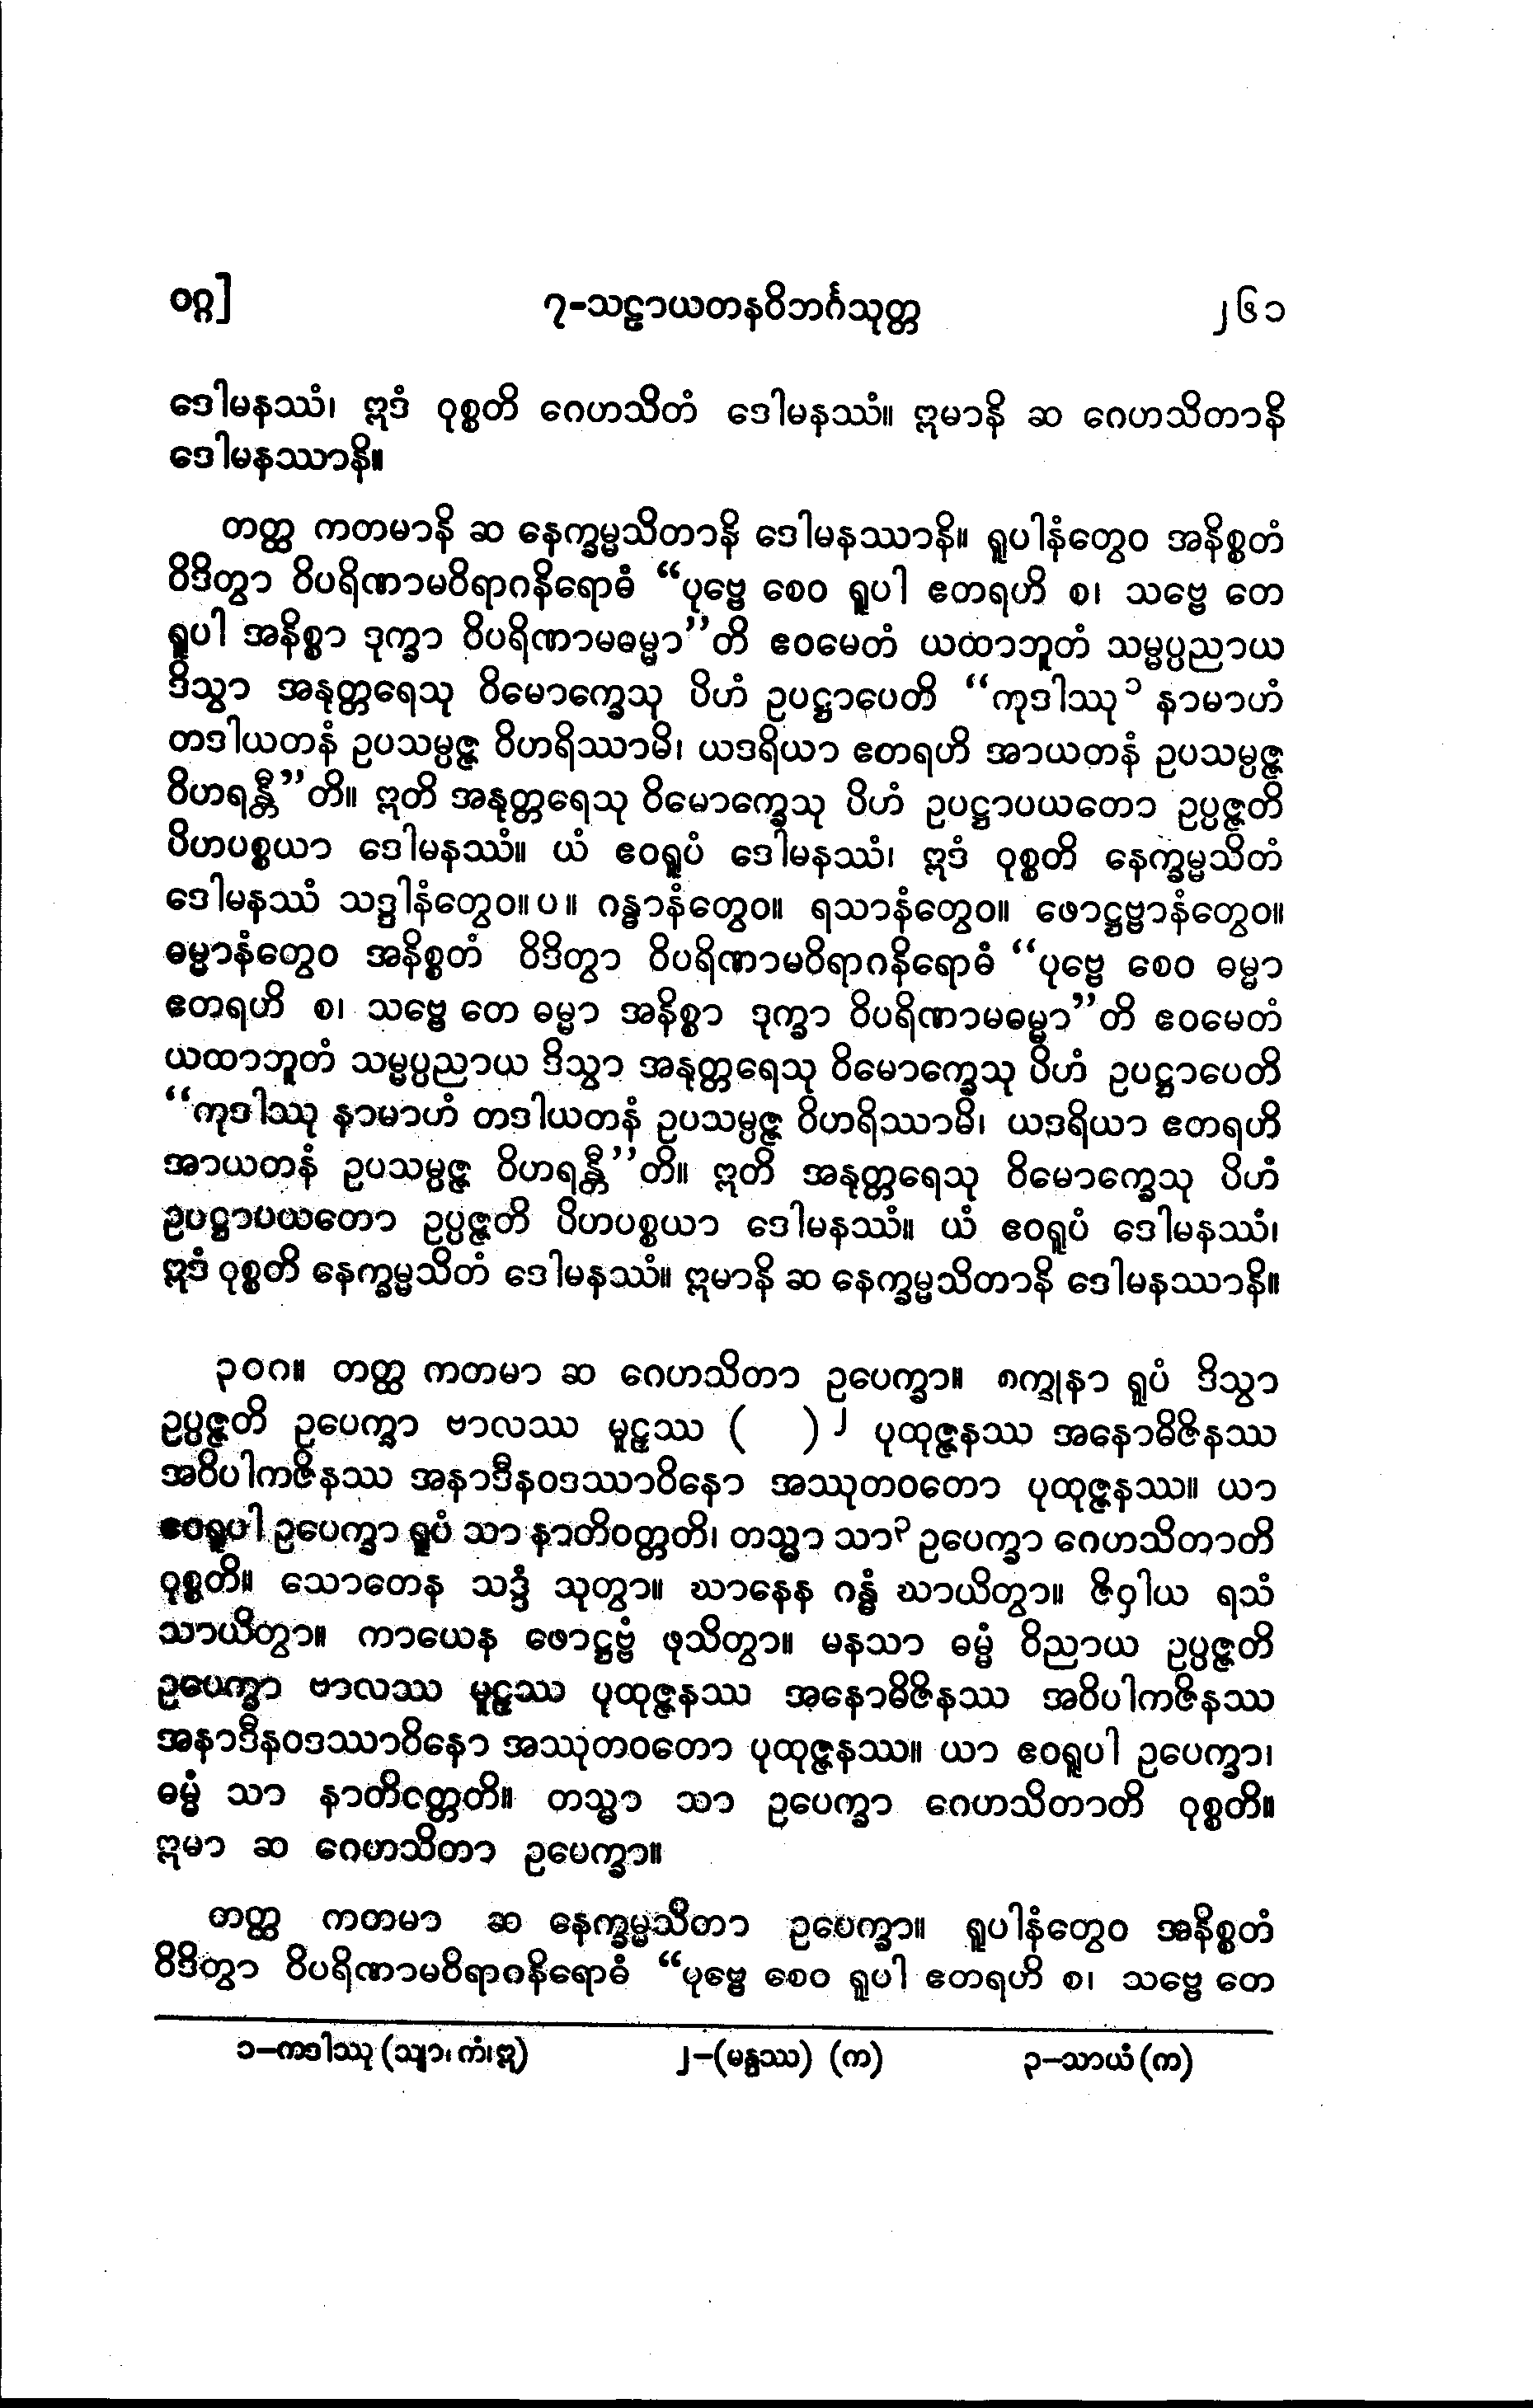 ဝဂ္ဂ] ၇-သဠာယတနဝိဘင်္ဂသုတ္တ ၂၆၁
ဒေါမနဿံ၊ ဣဒံ ဝုစ္စတိ ဂေဟသိတံ ဒေါမနဿံ။ ဣမာနိ ဆ ဂေဟသိတာနိ
ဒေါမနဿာနိ။
တတ္ထ ကတမာနိ ဆ နေက္ခမ္မသိတာနိ ဒေါမနဿာနိ။ ရူပါနံတွေဝ အနိစ္စတံ
ဝိဒိတွာ ဝိပရိဏာမဝိရာဂနိရောဓံ “ပုဗ္ဗေ စေဝ ရူပါ ဧတရဟိ စ၊ သဗ္ဗေ တေ
ရူပါ အနိစ္စာ ဒုက္ခာ ဝိပရိဏာမဓမ္မာ”တိ ဧဝမေတံ ယထာဘူတံ သမ္မပ္ပညာယ
ဒိသွာ အနုတ္တရေသု ဝိမောက္ခေသု ပိဟံ ဥပဋ္ဌာပေတိ “ကုဒါဿု၁ နာမာဟံ
တဒါယတနံ ဥပသမ္ပဇ္ဇ ဝိဟရိဿာမိ၊ ယဒရိယာ ဧတရဟိ အာယတနံ ဥပသမ္ပဇ္ဇ
ဝိဟရန္တီ”တိ။ ဣတိ အနုတ္တရေသု ဝိမောက္ခေသု ပိဟံ ဥပဋ္ဌာပယတော ဥပ္ပဇ္ဇတိ
ပိဟပစ္စယာ ဒေါမနဿံ။ ယံ ဧဝရူပံ ဒေါမနဿံ၊ ဣဒံ ဝုစ္စတိ နေက္ခမ္မသိတံ
ဒေါမနဿံ သဒ္ဒါနံတွေဝ။ပ။ ဂန္ဓာနံတွေဝ။ ရသာနံတွေဝ။ ဖောဋ္ဌဗ္ဗာနံတွေဝ။
ဓမ္မာနံတွေဝ အနိစ္စတံ ဝိဒိတွာ ဝိပရိဏာမဝိရာဂနိရောဓံ “ပုဗ္ဗေ စေဝ ဓမ္မာ
ဧတရဟိ စ၊ သဗ္ဗေ တေ ဓမ္မာ အနိစ္စာ ဒုက္ခာ ဝိပရိဏာမဓမ္မာ”တိ ဧဝမေတံ
ယထာဘူတံ သမ္မပ္ပညာယ ဒိသွာ အနုတ္တရေသု ဝိမောက္ခေသု ပိဟံ ဥပဋ္ဌာပေတိ
“ကုဒါဿု နာမာဟံ တဒါယတနံ ဥပသမ္ပဇ္ဇ ဝိဟရိဿာမိ၊ ယဒရိယာ ဧတရဟိ
အာယတနံ ဥပသမ္ပဇ္ဇ ဝိဟရန္တီ”တိ။ ဣတိ အနုတ္တရေသု ဝိမောက္ခေသု ပိဟံ
ဥပဋ္ဌာပယတော ဥပ္ပဇ္ဇတိ ပိဟပစ္စယာ ဒေါမနဿံ။ ယံ ဧဝရူပံ ဒေါမနဿံ၊
ဣဒံ ဝုစ္စတိ နေက္ခမ္မသိတံ ဒေါမနဿံ။ ဣမာနိ ဆ နေက္ခမ္မသိတာနိ ဒေါမနဿာနိ။
၃၀ဂ။ တတ္ထ ကတမာ ဆ ဂေဟသိတာ ဥပေက္ခာ။ စက္ခုနာ ရူပံ ဒိသွာ
ဥပ္ပဇ္ဇတိ ဥပေက္ခာ ဗာလဿ မူဠှဿ ( )၂ ပုထုဇ္ဇနဿ အနောဓိဇိနဿ
အဝိပါကဇိနဿ အနာဒီနဝဒဿာဝိနော အဿုတဝတော ပုထုဇ္ဇနဿ။ ယာ
ဧဝရူပါ ဥပေက္ခာ ရူပံ သာ နာတိဝတ္တတိ၊ တသ္မာ သာ၃ ဥပေက္ခာ ဂေဟသိတာတိ
ဝုစ္စတိ။ သောတေန သဒ္ဒံ သုတွာ။ ဃာနေန ဂန္ဓံ ဃာယိတွာ။ ဇိဝှါယ ရသံ
သာယိတွာ။ ကာယေန ဖောဋ္ဌဗ္ဗံ ဖုသိတွာ။ မနသာ ဓမ္မံ ဝိညာယ ဥပ္ပဇ္ဇတိ
ဥပေက္ခာ ဗာလဿ မူဠှဿ ပုထုဇ္ဇနဿ အနောဓိဇိနဿ အဝိပါကဇိနဿ
အနာဒီနဝဒဿာဝိနော အဿုတဝတော ပုထုဇ္ဇနဿ။ ယာ ဧဝရူပါ ဥပေက္ခာ၊
ဓမ္မံ သာ နာတိဝတ္တတိ။ တသ္မာ သာ ဥပေက္ခာ ဂေဟသိတာတိ ဝုစ္စတိ။
ဣမာ ဆ ဂေဟသိတာ ဥပေက္ခာ။
တတ္ထ ကတမာ ဆ နေက္ခမ္မသိတာ ဥပေက္ခာ။ ရူပါနံတွေဝ အနိစ္စတံ
ဝိဒိတွာ ဝိပရိဏာမဝိရာဂနိရောဓံ “ပုဗ္ဗေ စေဝ ရူပါ ဧတရဟိ စ၊ သဗ္ဗေ တေ
၁-ကဒါဿု (သျာ၊ ကံ၊ ဣ) ၂-(မန္ဒဿ) (က) ၃-သာယံ (က)